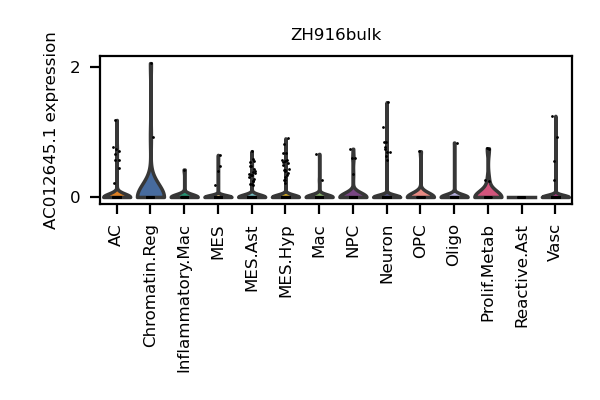 ZH916bulk
AC012645.1 expression
2
0
AC
Chromatin.Reg
Inflammatory.Mac
MES
MES.Ast
MES.Hyp
Mac
NPC
Neuron
OPC
Oligo
Prolif.Metab
Reactive.Ast
Vasc